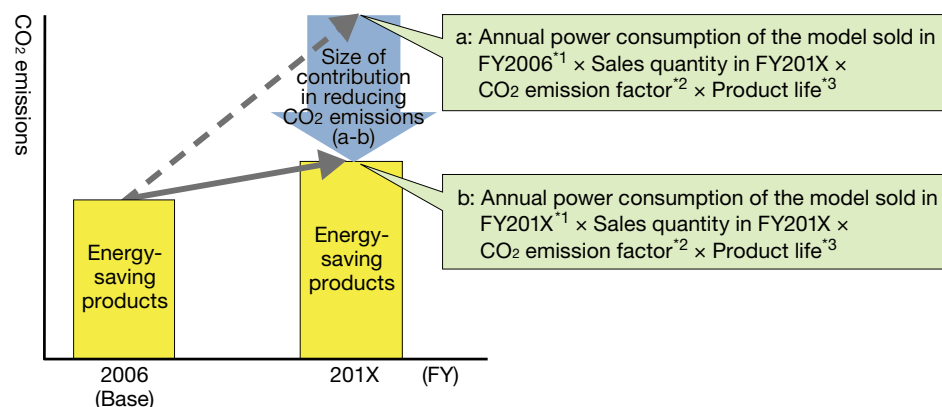 CO2 emissions
Size of
contribution
in reducing
CO2 emissions
(a-b)
a: Annual power consumption of the model sold in
FY2006*1 × Sales quantity in FY201X ×
CO2 emission factor*2 × Product life*3
b: Annual power consumption of the model sold in
FY201X*1 × Sales quantity in FY201X ×
CO2 emission factor*2 × Product life*3
Energy-
saving
products
Energy-
saving
products
2006
(Base)
201X
(FY)